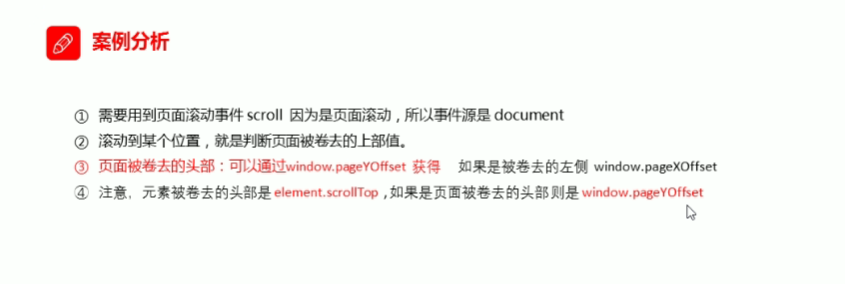 案例分析
① 需要用到页面滚动事件 scroll 因为是页面滚动，所以事件源是 document
② 滚动到某个位置，就是判断页面被卷去的上部值。
③ 页面被卷去的头部：可以通过window.pageYOffset 获得 如果是被卷去的左侧 window.pageXOffset
④ 注意，元素被卷去的头部是 element.scrollTop , 如果是页面被卷去的头部则是 window.pageYOffset